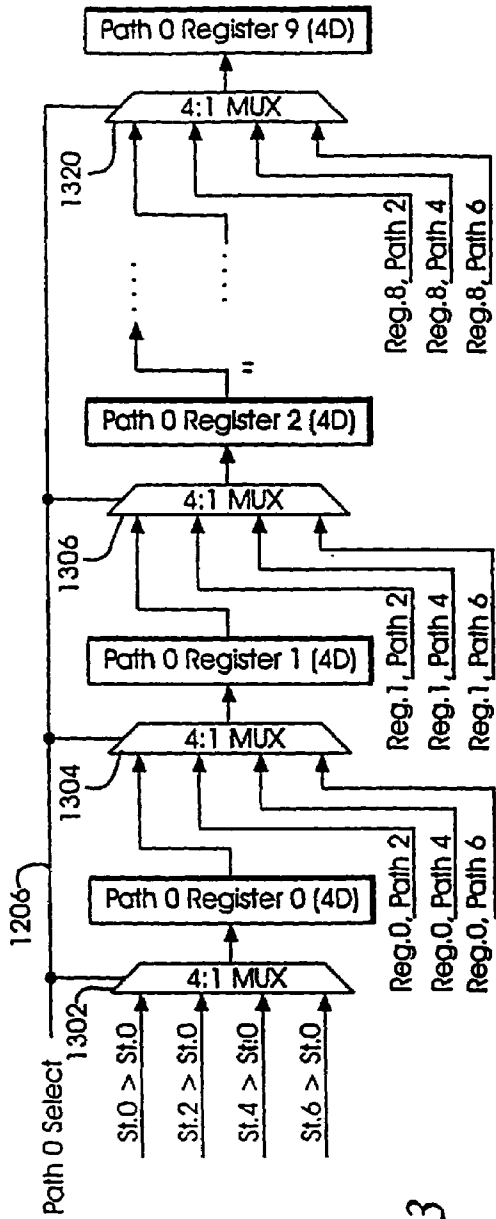 Path 0 Select
1206
1302
St.0 > St.0
St.2 > St.0
St.4 > St.0
St.6 > St.0
4:1 MUX
Path 0 Register 0 (4D)
Reg.0, Path 2
Reg.0, Path 4
Reg.0, Path 6
1304
4:1 MUX
Path 0 Register 1 (4D)
Reg.1, Path 2
Reg.1, Path 4
Reg.1, Path 6
1306
4:1 MUX
Path 0 Register 2 (4D)
=
.....
.....
1320
Reg.8, Path 2
Reg.8, Path 4
Reg.8, Path 6
4:1 MUX
Path 0 Register 9 (4D)
3